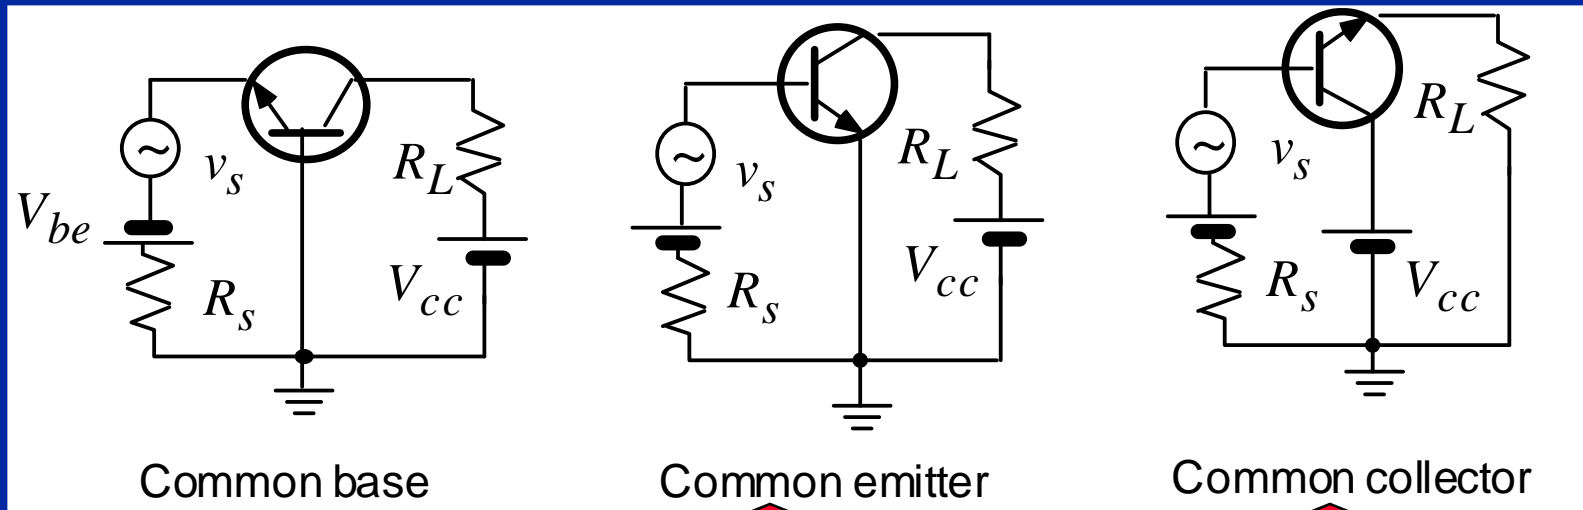 V_be
v_s
R_s
R_L
V_cc
Common base
v_s
R_s
R_L
V_cc
Common emitter
v_s
R_s
R_L
V_cc
Common collector